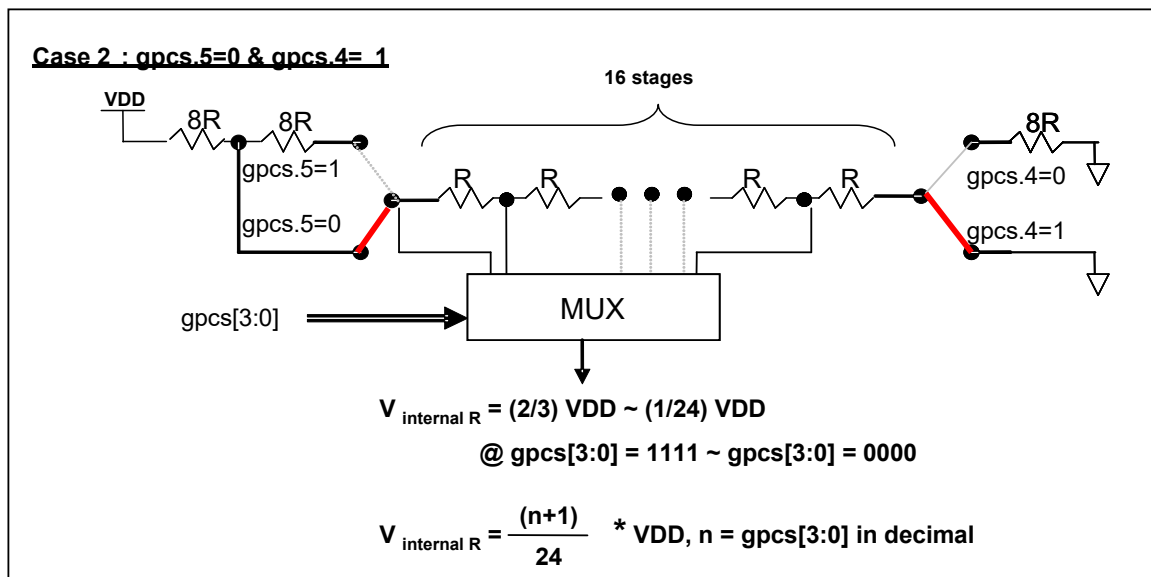 Case 2 : gpcs.5=0 & gpcs.4= 1
16 stages
VDD
8R 8R 8R
gpcs.5=1 R R R R gpcs.4=0
gpcs.5=0 gpcs.4=1
gpcs[3:0] MUX
V internal R = (2/3) VDD ~ (1/24) VDD
@ gpcs[3:0] = 1111 ~ gpcs[3:0] = 0000
V internal R = (n+1) / 24 * VDD, n = gpcs[3:0] in decimal